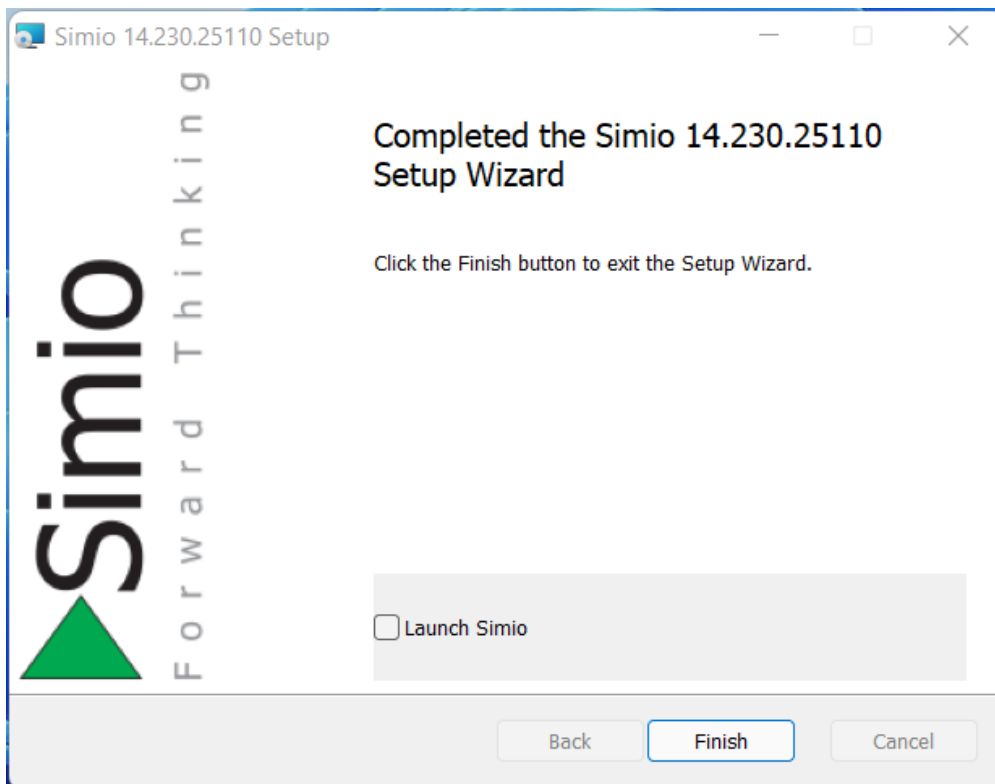 Simio 14.230.25110 Setup
Simio
Forward Thinking
Completed the Simio 14.230.25110
Setup Wizard
Click the Finish button to exit the Setup Wizard.
Launch Simio
Back
Finish
Cancel